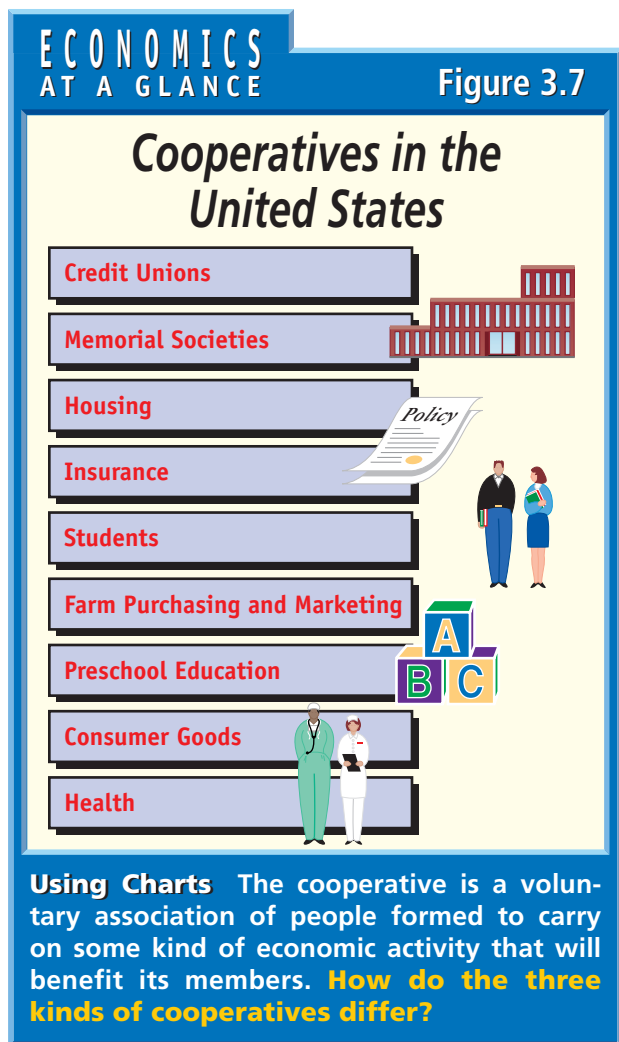 ECONOMICS
AT A GLANCE
Figure 3.7
Cooperatives in the
United States
Credit Unions
Memorial Societies
Housing
Policy
Insurance
Students
Farm Purchasing and Marketing
A
B C
Preschool Education
Consumer Goods
Health
Using Charts The cooperative is a volun-
tary association of people formed to carry
on some kind of economic activity that will
benefit its members. How do the three
kinds of cooperatives differ?